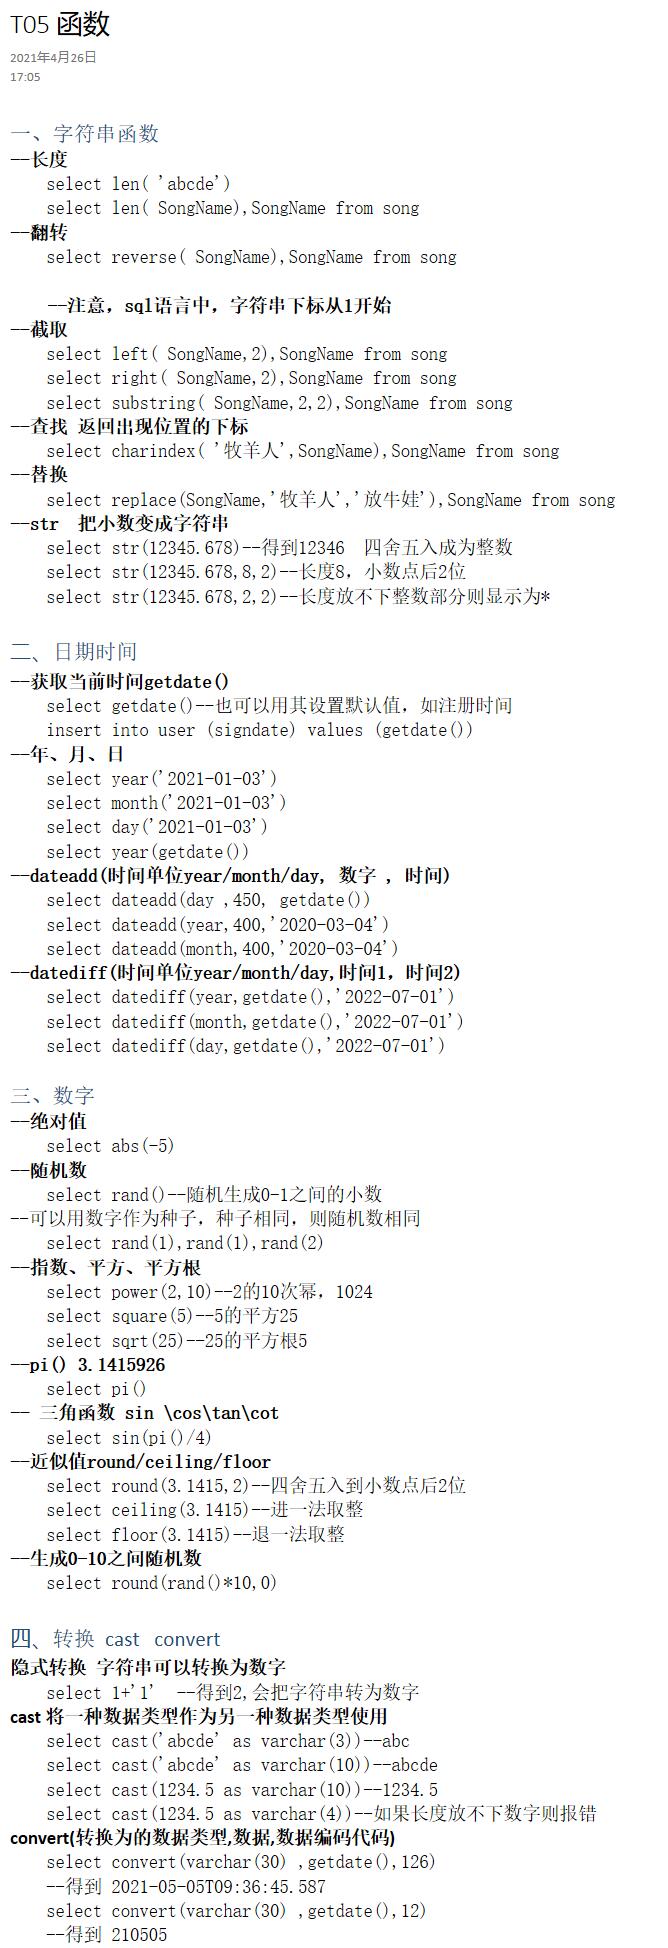 T05 函数
2021年4月26日
17:05
一、字符串函数
--长度
select len( 'abcde')
select len( SongName),SongName from song
--翻转
select reverse( SongName),SongName from song
--注意，sql语言中，字符串下标从1开始
--截取
select left( SongName,2),SongName from song
select right( SongName,2),SongName from song
select substring( SongName,2,2),SongName from song
--查找 返回出现位置的下标
select charindex( '牧羊人',SongName),SongName from song
--替换
select replace(SongName,'牧羊人','放牛娃'),SongName from song
--str  把小数变成字符串
select str(12345.678)--得到12346  四舍五入成为整数
select str(12345.678,8,2)--长度8，小数点后2位
select str(12345.678,2,2)--长度放不下整数部分则显示为*
二、日期时间
--获取当前时间getdate()
select getdate()--也可以用其设置默认值，如注册时间
insert into user (signdate) values (getdate())
--年、月、日
select year('2021-01-03')
select month('2021-01-03')
select day('2021-01-03')
select year(getdate())
--dateadd(时间单位year/month/day, 数字 , 时间)
select dateadd(day ,450, getdate())
select dateadd(year,400,'2020-03-04')
select dateadd(month,400,'2020-03-04')
--datediff(时间单位year/month/day,时间1，时间2)
select datediff(year,getdate(),'2022-07-01')
select datediff(month,getdate(),'2022-07-01')
select datediff(day,getdate(),'2022-07-01')
三、数字
--绝对值
select abs(-5)
--随机数
select rand()--随机生成0-1之间的小数
--可以用数字作为种子，种子相同，则随机数相同
select rand(1),rand(1),rand(2)
--指数、平方、平方根
select power(2,10)--2的10次幂，1024
select square(5)--5的平方25
select sqrt(25)--25的平方根5
--pi() 3.1415926
select pi()
-- 三角函数 sin \cos\tan\cot
select sin(pi()/4)
--近似值round/ceiling/floor
select round(3.1415,2)--四舍五入到小数点后2位
select ceiling(3.1415)--进一法取整
select floor(3.1415)--退一法取整
--生成0-10之间随机数
select round(rand()*10,0)
四、转换 cast convert
隐式转换 字符串可以转换为数字
select 1+'1'  --得到2,会把字符串转为数字
cast 将一种数据类型作为另一种数据类型使用
select cast('abcde' as varchar(3))--abc
select cast('abcde' as varchar(10))--abcde
select cast(1234.5 as varchar(10))--1234.5
select cast(1234.5 as varchar(4))--如果长度放不下数字则报错
convert(转换为的数据类型,数据,数据编码代码)
select convert(varchar(30) ,getdate(),126)
--得到 2021-05-05T09:36:45.587
select convert(varchar(30) ,getdate(),12)
--得到 210505